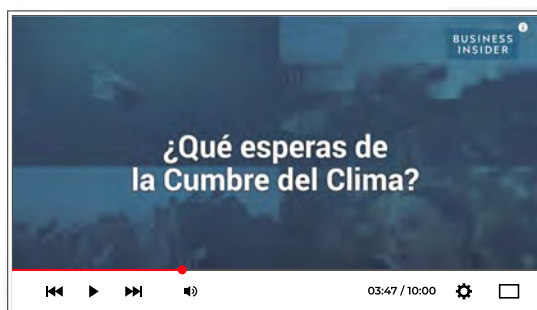 BUSINESS
INSIDER
¿Qué esperas de
la Cumbre del Clima?
03:47 / 10:00